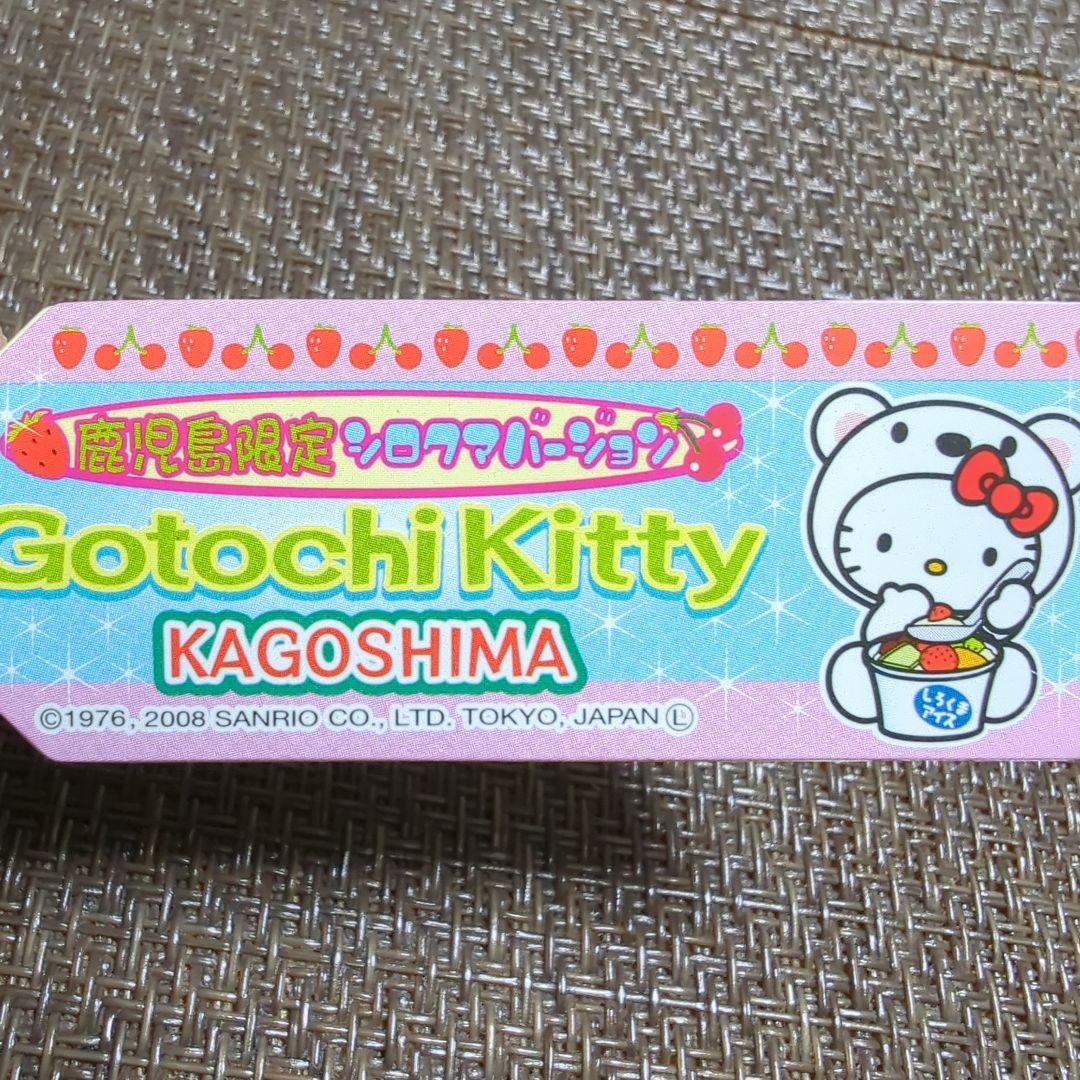 鹿児島限定シロクマバージョン
Gotochi Kitty
KAGOSHIMA
©1976, 2008 SANRIO CO., LTD. TOKYO, JAPAN Ⓛ
しろくま
アイス